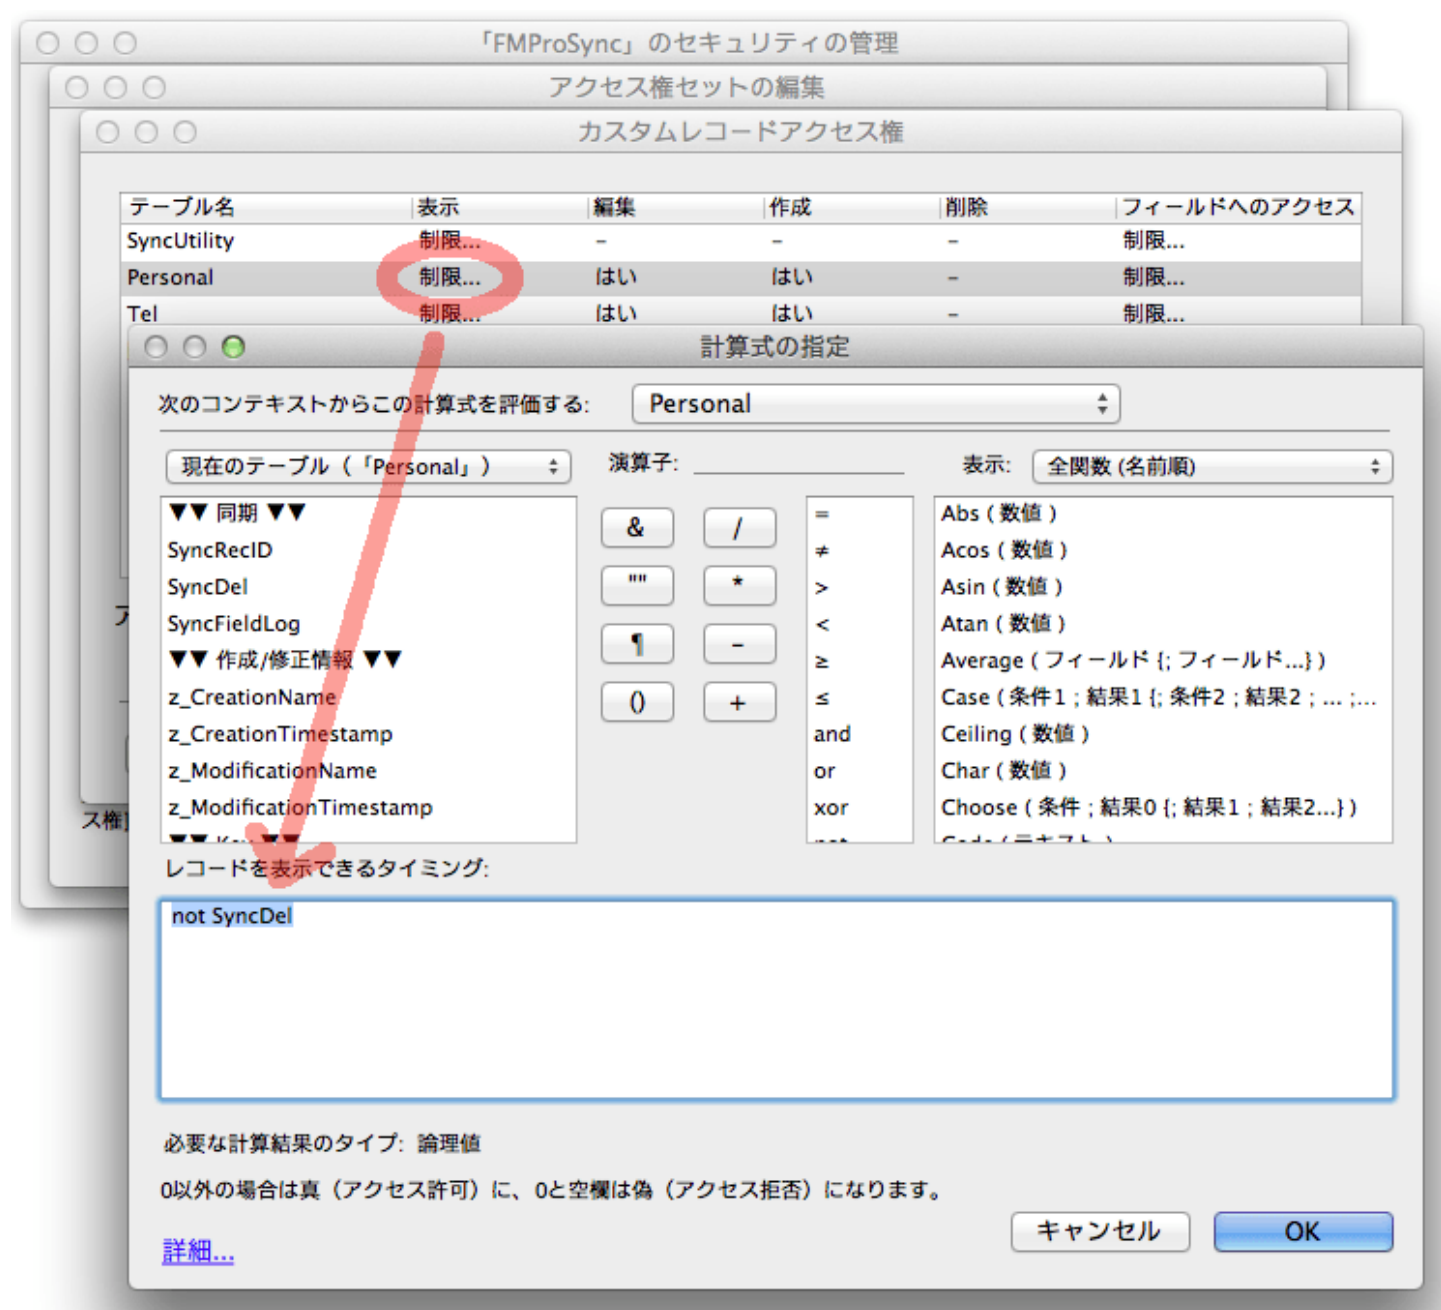 「FMProSync」のセキュリティの管理
アクセス権セットの編集
カスタムレコードアクセス権
テーブル名 表示 編集 作成 削除 フィールドへのアクセス
SyncUtility 制限... – – – 制限...
Personal 制限... はい はい – 制限...
Tel 制限... はい はい – 制限...
計算式の指定
次のコンテキストからこの計算式を評価する: Personal
現在のテーブル（「Personal」） 演算子: 表示: 全関数 (名前順)
▼▼ 同期 ▼▼ & / = Abs ( 数値 )
SyncRecID ≠ Acos ( 数値 )
SyncDel "" * > Asin ( 数値 )
SyncFieldLog < Atan ( 数値 )
▼▼ 作成/修正情報 ▼▼ ¶ – ≥ Average ( フィールド {; フィールド...} )
z_CreationName () + ≤ Case ( 条件1 ; 結果1 {; 条件2 ; 結果2 ; ... ;...
z_CreationTimestamp and Ceiling ( 数値 )
z_ModificationName or Char ( 数値 )
z_ModificationTimestamp xor Choose ( 条件 ; 結果0 {; 結果1 ; 結果2...} )
ス権]
レコードを表示できるタイミング:
not SyncDel
必要な計算結果のタイプ: 論理値
0以外の場合は真（アクセス許可）に、0と空欄は偽（アクセス拒否）になります。
キャンセル OK
詳細...